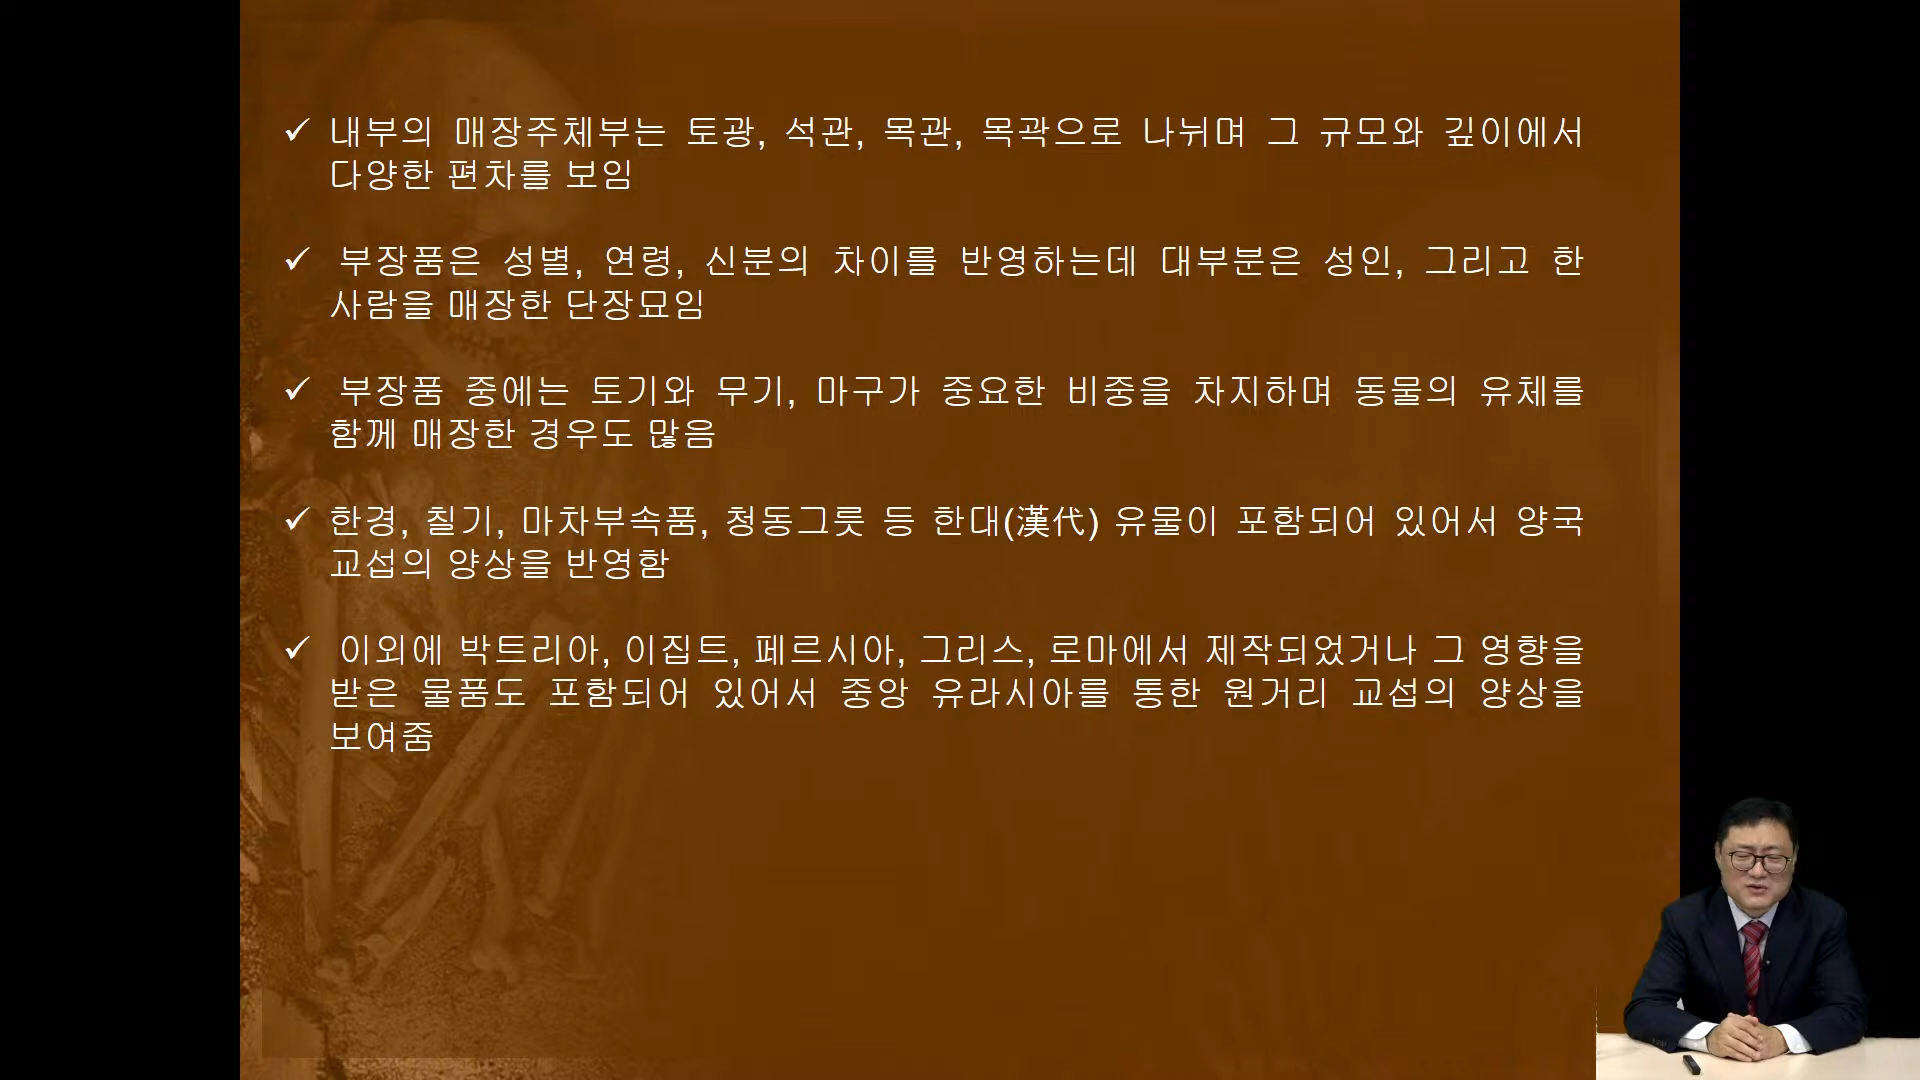 ✓ 내부의 매장주체부는 토광, 석관, 목관, 목곽으로 나뉘며 그 규모와 깊이에서
다양한 편차를 보임
✓ 부장품은 성별, 연령, 신분의 차이를 반영하는데 대부분은 성인, 그리고 한
사람을 매장한 단장묘임
✓ 부장품 중에는 토기와 무기, 마구가 중요한 비중을 차지하며 동물의 유체를
함께 매장한 경우도 많음
✓ 한경, 칠기, 마차부속품, 청동그릇 등 한대(漢代) 유물이 포함되어 있어서 양국
교섭의 양상을 반영함
✓ 이외에 박트리아, 이집트, 페르시아, 그리스, 로마에서 제작되었거나 그 영향을
받은 물품도 포함되어 있어서 중앙 유라시아를 통한 원거리 교섭의 양상을
보여줌